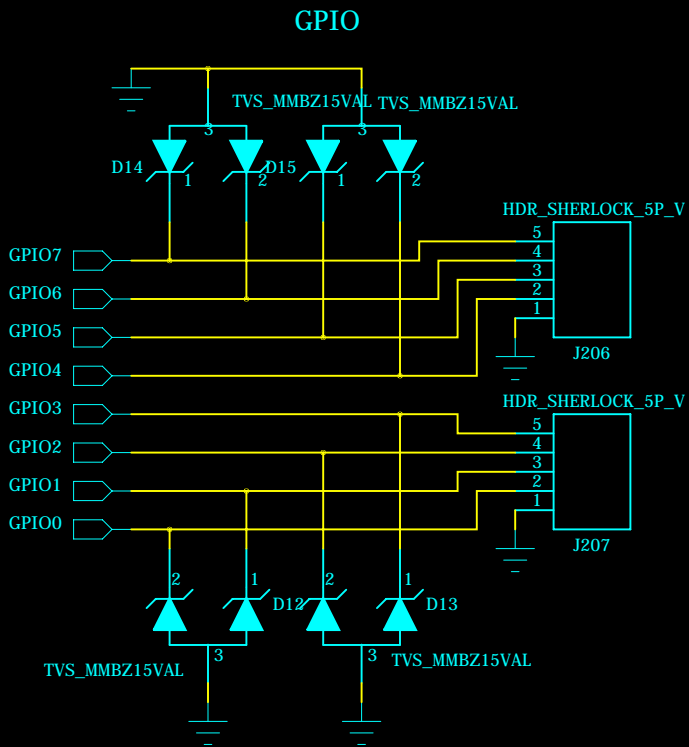 GPIO
TVS_MMBZ15VAL TVS_MMBZ15VAL
3 3
D14 1 2 D15 1 2
HDR_SHERLOCK_5P_V
GPIO7 5
4
GPIO6 3
2
GPIO5 1
J206
GPIO4
HDR_SHERLOCK_5P_V
GPIO3 5
GPIO2 4
3
GPIO1 2
1
GPIO0
J207
2 1 2 1
D12 D13
3 3
TVS_MMBZ15VAL TVS_MMBZ15VAL